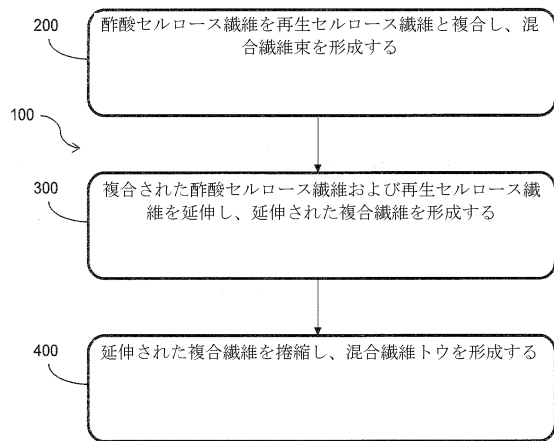 200
酢酸セルロース繊維を再生セルロース繊維と複合し、混
合繊維束を形成する
100
300
複合された酢酸セルロース繊維および再生セルロース繊
維を延伸し、延伸された複合繊維を形成する
400
延伸された複合繊維を捲縮し、混合繊維トウを形成する